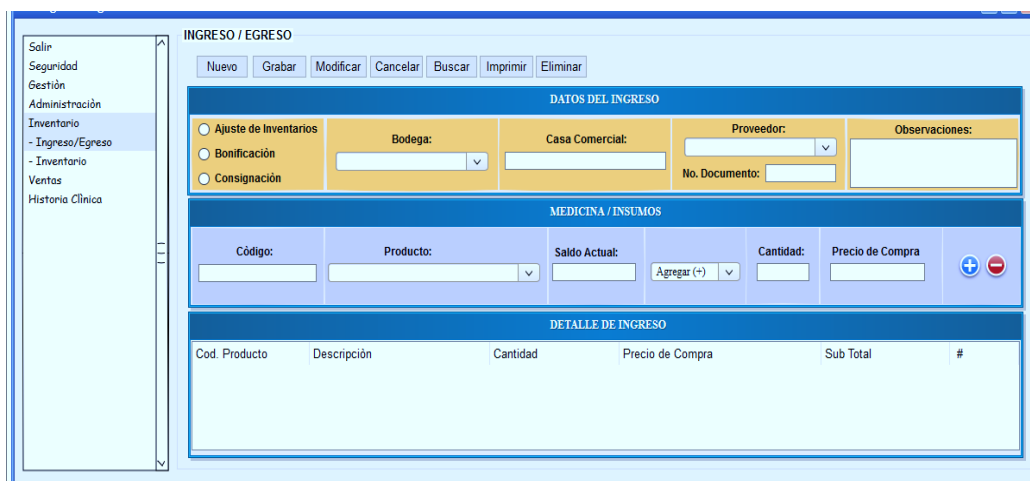 INGRESO / EGRESO
Salir
Seguridad
Gestiòn
Administraciòn
Inventario
- Ingreso/Egreso
- Inventario
Ventas
Historia Clìnica
Nuevo Grabar Modificar Cancelar Buscar Imprimir Eliminar
DATOS DEL INGRESO
Ajuste de Inventarios
Bonificación
Consignación
Bodega:
Casa Comercial:
Proveedor:
No. Documento:
Observaciones:
MEDICINA / INSUMOS
Còdigo: Producto: Saldo Actual: Agregar (+) Cantidad: Precio de Compra
DETALLE DE INGRESO
Cod. Producto Descripciòn Cantidad Precio de Compra Sub Total #